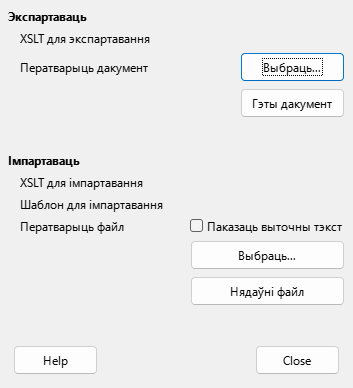 Экспартаваць
XSLT для экспартавання
Ператварыць дакумент
Выбраць...
Гэты дакумент
Імпартаваць
XSLT для імпартавання
Шаблон для імпартавання
Ператварыць файл
Паказаць выточны тэкст
Выбраць...
Нядаўні файл
Help
Close